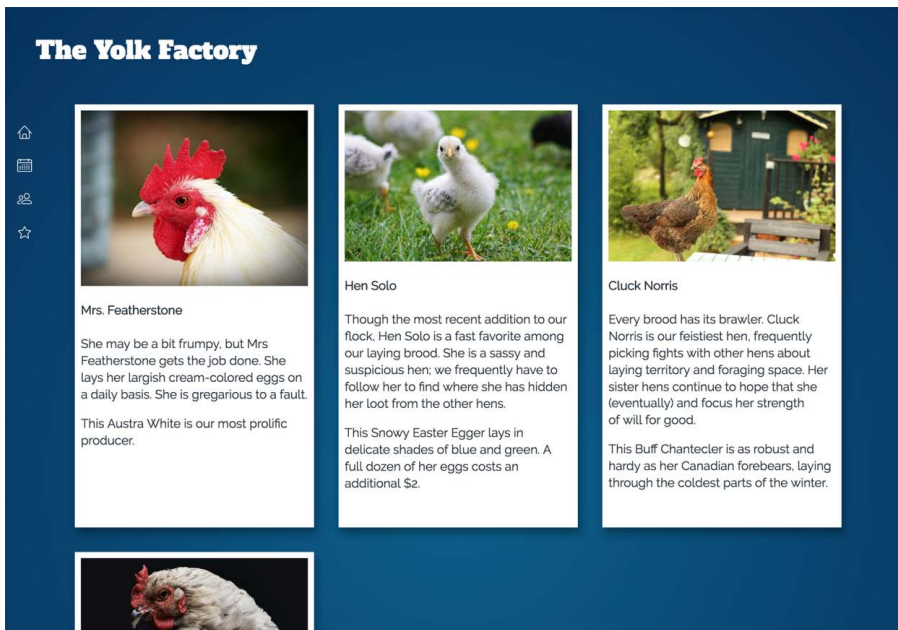 The Yolk Factory
Mrs. Featherstone
She may be a bit frumpy, but Mrs
Featherstone gets the job done. She
lays her largish cream-colored eggs on
a daily basis. She is gregarious to a fault.
This Austra White is our most prolific
producer.
Hen Solo
Though the most recent addition to our
flock, Hen Solo is a fast favorite among
our laying brood. She is a sassy and
suspicious hen; we frequently have to
follow her to find where she has hidden
her loot from the other hens.
This Snowy Easter Egger lays in
delicate shades of blue and green. A
full dozen of her eggs costs an
additional $2.
Cluck Norris
Every brood has its brawler. Cluck
Norris is our feistiest hen, frequently
picking fights with other hens about
laying territory and foraging space. Her
sister hens continue to hope that she
(eventually) and focus her strength
of will for good.
This Buff Chantecler is as robust and
hardy as her Canadian forebears, laying
through the coldest parts of the winter.